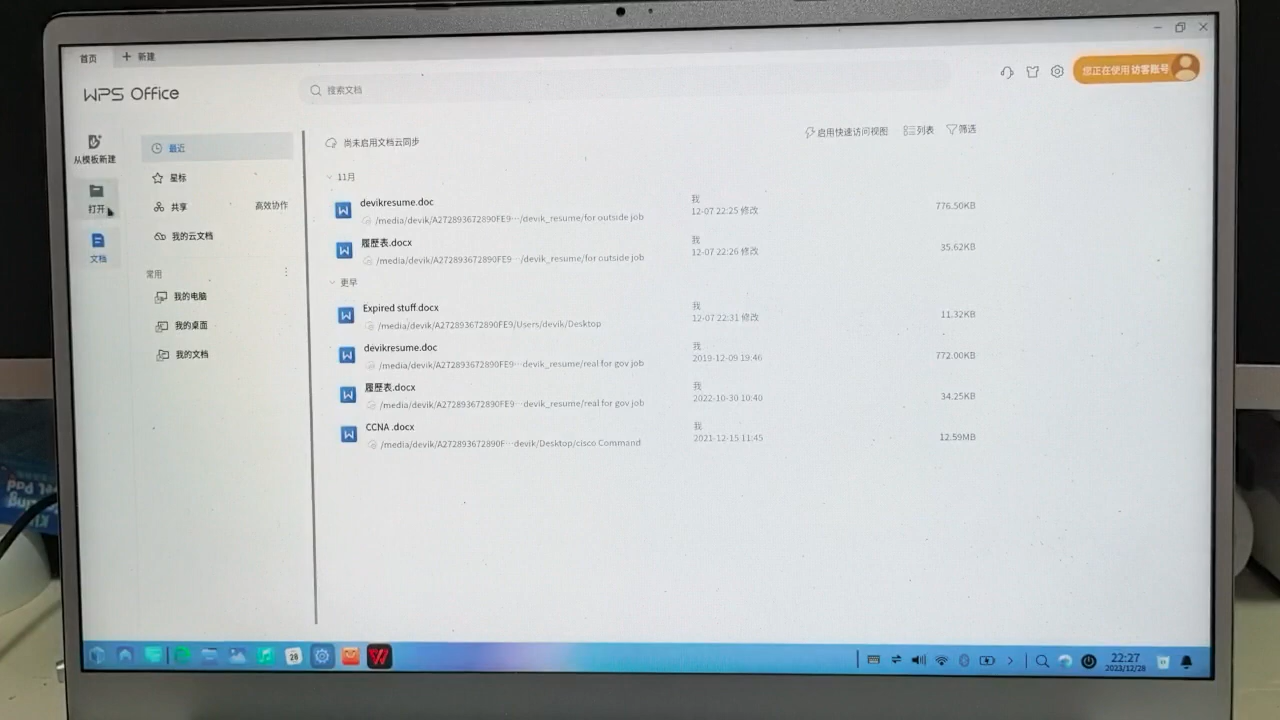 首页
新建
WPS Office
搜索文档
您正在使用访客账号
从模板新建
打开
文档
最近
星标
共享
高效协作
我的云文档
常用
我的电脑
我的桌面
我的文档
尚未启用文档云同步
启用快速访问视图
列表
筛选
11月
devikresume.doc
/media/devik/A272893672890FE9···/devik_resume/for outside job
我
12-07 22:25 修改
776.50KB
履歷表.docx
/media/devik/A272893672890FE9···/devik_resume/for outside job
我
12-07 22:26 修改
35.62KB
更早
Expired stuff.docx
/media/devik/A272893672890FE9/Users/devik/Desktop
我
12-07 22:31 修改
11.32KB
devikresume.doc
/media/devik/A272893672890FE9···devik_resume/real for gov job
我
2019-12-09 19:46
772.00KB
履歷表.docx
/media/devik/A272893672890FE9···devik_resume/real for gov job
我
2022-10-30 10:40
34.25KB
CCNA .docx
/media/devik/A272893672890F···devik/Desktop/cisco Command
我
2021-12-15 11:45
12.59MB
28
22:27
2023/12/28